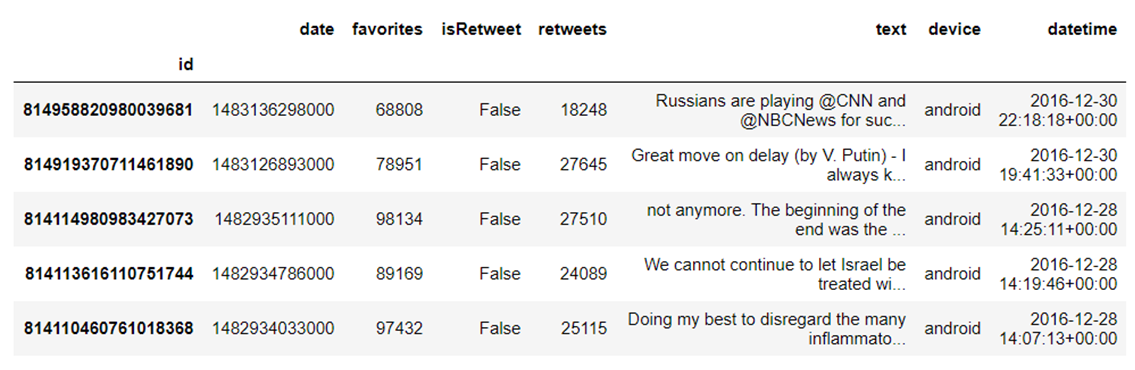 date favorites isRetweet retweets text device datetime
id
814958820980039681 1483136298000 68808 False 18248 Russians are playing @CNN and @NBCNews for suc... android 2016-12-30 22:18:18+00:00
814919370711461890 1483126893000 78951 False 27645 Great move on delay (by V. Putin) - I always k... android 2016-12-30 19:41:33+00:00
814114980983427073 1482935111000 98134 False 27510 not anymore. The beginning of the end was the ... android 2016-12-28 14:25:11+00:00
814113616110751744 1482934786000 89169 False 24089 We cannot continue to let Israel be treated wi... android 2016-12-28 14:19:46+00:00
814110460761018368 1482934033000 97432 False 25115 Doing my best to disregard the many inflammato... android 2016-12-28 14:07:13+00:00